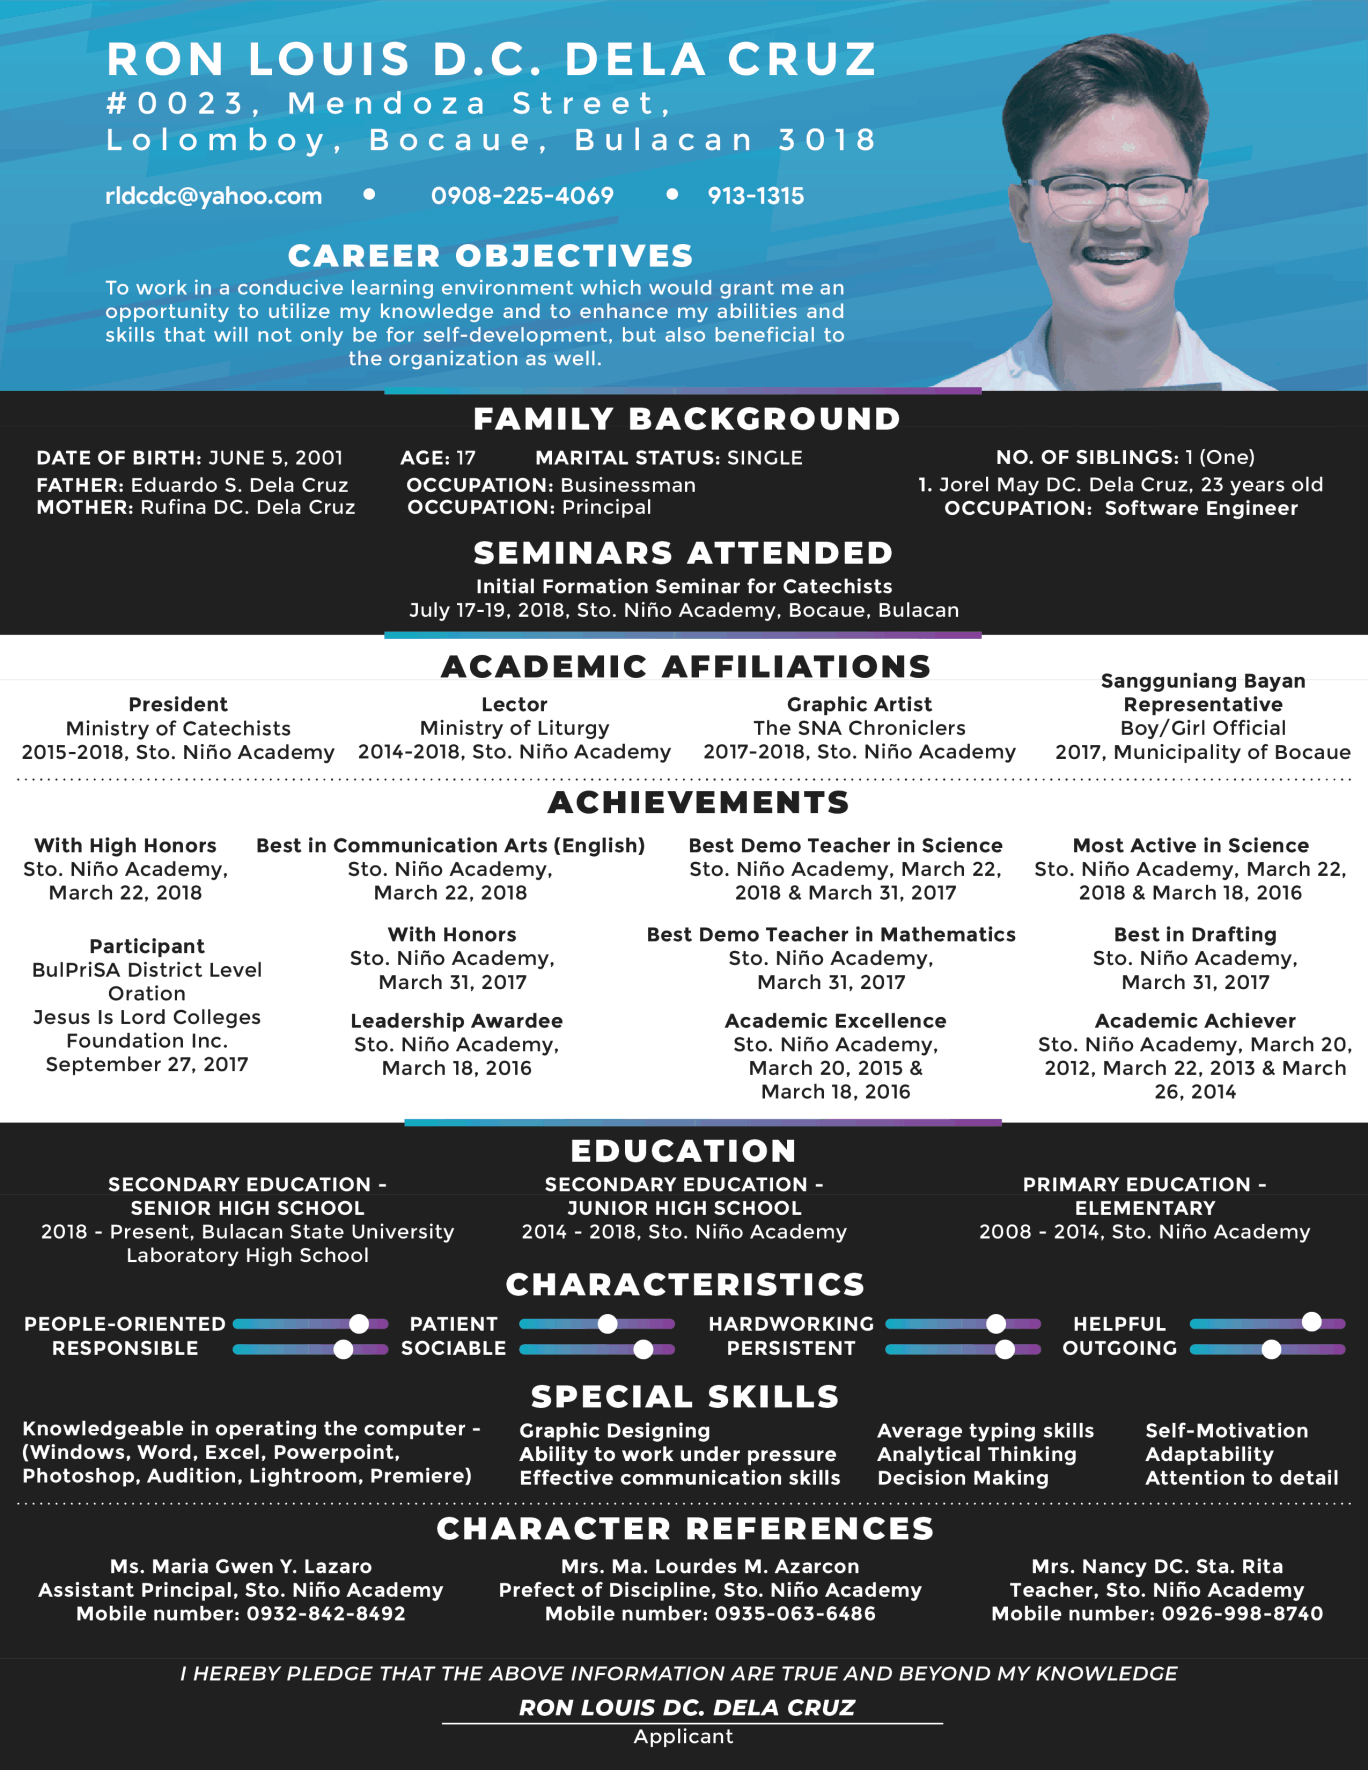 RON LOUIS D.C. DELA CRUZ
#0023, Mendoza Street,
Lolomboy, Bocaue, Bulacan 3018
rldcdc@yahoo.com • 0908-225-4069 • 913-1315
CAREER OBJECTIVES
To work in a conducive learning environment which would grant me an
opportunity to utilize my knowledge and to enhance my abilities and
skills that will not only be for self-development, but also beneficial to
the organization as well.
FAMILY BACKGROUND
DATE OF BIRTH: JUNE 5, 2001 AGE: 17 MARITAL STATUS: SINGLE
FATHER: Eduardo S. Dela Cruz OCCUPATION: Businessman
MOTHER: Rufina DC. Dela Cruz OCCUPATION: Principal
NO. OF SIBLINGS: 1 (One)
1. Jorel May DC. Dela Cruz, 23 years old
OCCUPATION: Software Engineer
SEMINARS ATTENDED
Initial Formation Seminar for Catechists
July 17-19, 2018, Sto. Niño Academy, Bocaue, Bulacan
ACADEMIC AFFILIATIONS
President
Ministry of Catechists
2015-2018, Sto. Niño Academy
Lector
Ministry of Liturgy
2014-2018, Sto. Niño Academy
Graphic Artist
The SNA Chroniclers
2017-2018, Sto. Niño Academy
Sangguniang Bayan
Representative
Boy/Girl Official
2017, Municipality of Bocaue
ACHIEVEMENTS
With High Honors
Sto. Niño Academy,
March 22, 2018
Best in Communication Arts (English)
Sto. Niño Academy,
March 22, 2018
Best Demo Teacher in Science
Sto. Niño Academy, March 22,
2018 & March 31, 2017
Most Active in Science
Sto. Niño Academy, March 22,
2018 & March 18, 2016
Participant
BulPriSA District Level
Oration
Jesus Is Lord Colleges
Foundation Inc.
September 27, 2017
With Honors
Sto. Niño Academy,
March 31, 2017
Best Demo Teacher in Mathematics
Sto. Niño Academy,
March 31, 2017
Best in Drafting
Sto. Niño Academy,
March 31, 2017
Leadership Awardee
Sto. Niño Academy,
March 18, 2016
Academic Excellence
Sto. Niño Academy,
March 20, 2015 &
March 18, 2016
Academic Achiever
Sto. Niño Academy, March 20,
2012, March 22, 2013 & March
26, 2014
EDUCATION
SECONDARY EDUCATION -
SENIOR HIGH SCHOOL
2018 - Present, Bulacan State University
Laboratory High School
SECONDARY EDUCATION -
JUNIOR HIGH SCHOOL
2014 - 2018, Sto. Niño Academy
PRIMARY EDUCATION -
ELEMENTARY
2008 - 2014, Sto. Niño Academy
CHARACTERISTICS
PEOPLE-ORIENTED PATIENT HARDWORKING HELPFUL
RESPONSIBLE SOCIABLE PERSISTENT OUTGOING
SPECIAL SKILLS
Knowledgeable in operating the computer -
(Windows, Word, Excel, Powerpoint,
Photoshop, Audition, Lightroom, Premiere)
Graphic Designing
Ability to work under pressure
Effective communication skills
Average typing skills
Analytical Thinking
Decision Making
Self-Motivation
Adaptability
Attention to detail
CHARACTER REFERENCES
Ms. Maria Gwen Y. Lazaro
Assistant Principal, Sto. Niño Academy
Mobile number: 0932-842-8492
Mrs. Ma. Lourdes M. Azarcon
Prefect of Discipline, Sto. Niño Academy
Mobile number: 0935-063-6486
Mrs. Nancy DC. Sta. Rita
Teacher, Sto. Niño Academy
Mobile number: 0926-998-8740
I HEREBY PLEDGE THAT THE ABOVE INFORMATION ARE TRUE AND BEYOND MY KNOWLEDGE
RON LOUIS DC. DELA CRUZ
Applicant